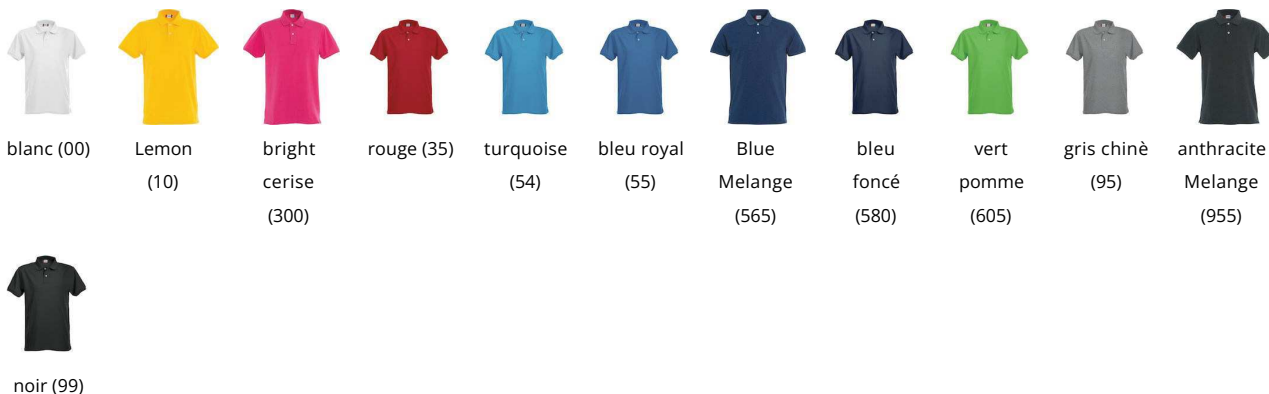 blanc (00)
Lemon
(10)
bright
cerise
(300)
rouge (35)
turquoise
(54)
bleu royal
(55)
Blue
Melange
(565)
bleu
foncé
(580)
vert
pomme
(605)
gris chinè
(95)
anthracite
Melange
(955)
noir (99)